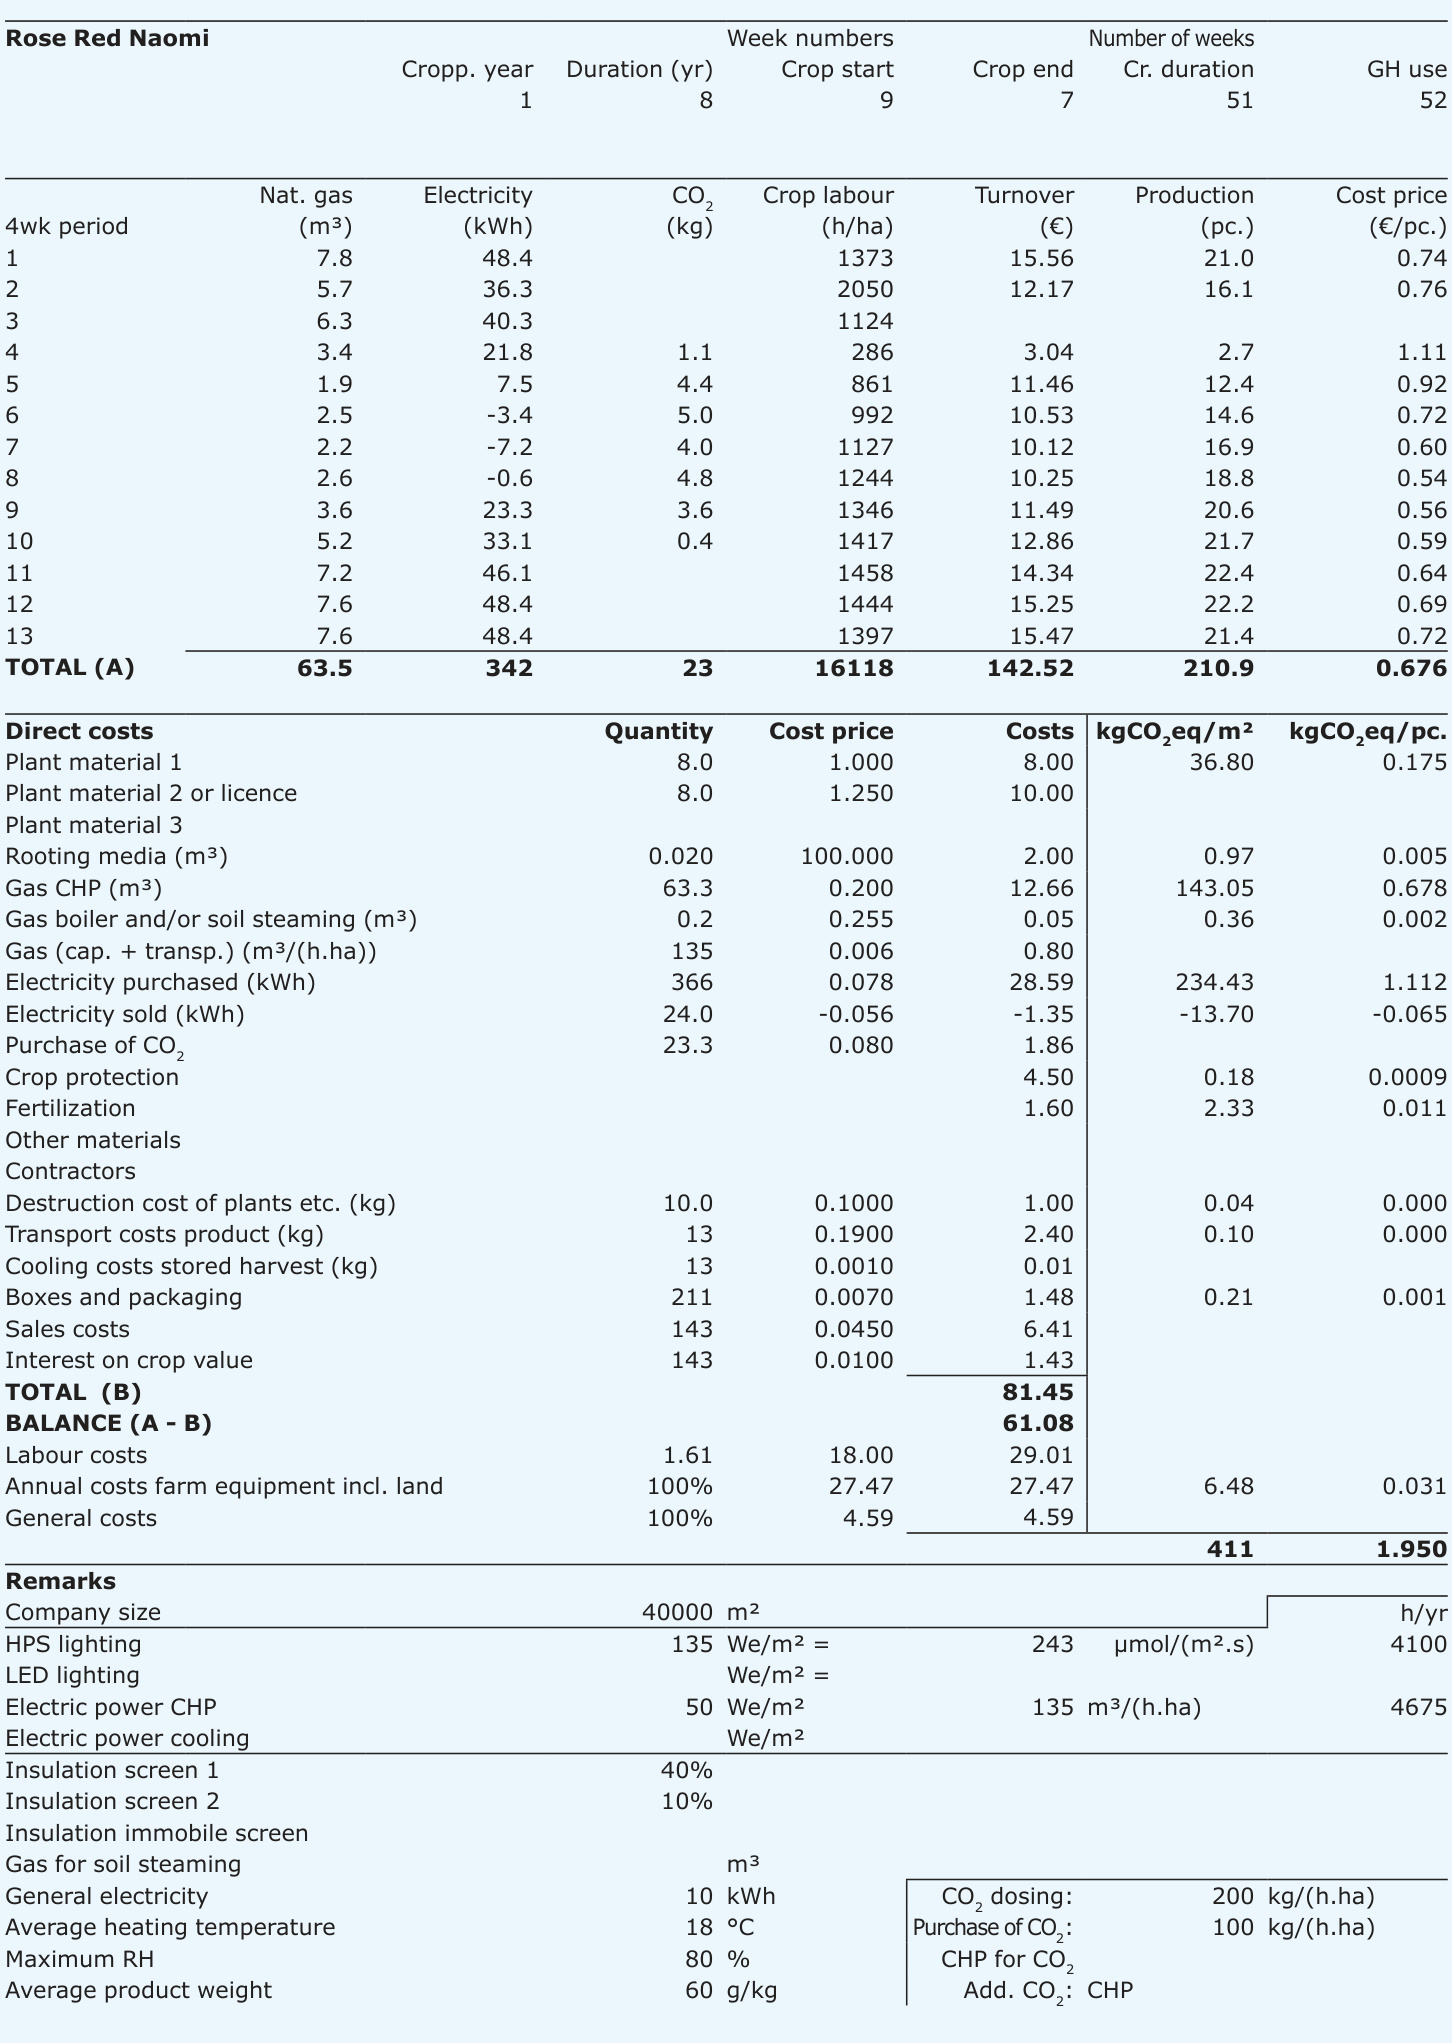 Rose Red Naomi Week numbers Number of weeks
Cropp. year Duration (yr) Crop start Crop end Cr. duration GH use
1 8 9 7 51 52
Nat. gas Electricity CO₂ Crop labour Turnover Production Cost price
4wk period (m³) (kWh) (kg) (h/ha) (€) (pc.) (€/pc.)
1 7.8 48.4 1373 15.56 21.0 0.74
2 5.7 36.3 2050 12.17 16.1 0.76
3 6.3 40.3 1124
4 3.4 21.8 1.1 286 3.04 2.7 1.11
5 1.9 7.5 4.4 861 11.46 12.4 0.92
6 2.5 -3.4 5.0 992 10.53 14.6 0.72
7 2.2 -7.2 4.0 1127 10.12 16.9 0.60
8 2.6 -0.6 4.8 1244 10.25 18.8 0.54
9 3.6 23.3 3.6 1346 11.49 20.6 0.56
10 5.2 33.1 0.4 1417 12.86 21.7 0.59
11 7.2 46.1 1458 14.34 22.4 0.64
12 7.6 48.4 1444 15.25 22.2 0.69
13 7.6 48.4 1397 15.47 21.4 0.72
TOTAL (A) 63.5 342 23 16118 142.52 210.9 0.676
Direct costs Quantity Cost price Costs kgCO₂eq/m² kgCO₂eq/pc.
Plant material 1 8.0 1.000 8.00 36.80 0.175
Plant material 2 or licence 8.0 1.250 10.00
Plant material 3
Rooting media (m³) 0.020 100.000 2.00 0.97 0.005
Gas CHP (m³) 63.3 0.200 12.66 143.05 0.678
Gas boiler and/or soil steaming (m³) 0.2 0.255 0.05 0.36 0.002
Gas (cap. + transp.) (m³/(h.ha)) 135 0.006 0.80
Electricity purchased (kWh) 366 0.078 28.59 234.43 1.112
Electricity sold (kWh) 24.0 -0.056 -1.35 -13.70 -0.065
Purchase of CO₂ 23.3 0.080 1.86
Crop protection 4.50 0.18 0.0009
Fertilization 1.60 2.33 0.011
Other materials
Contractors
Destruction cost of plants etc. (kg) 10.0 0.1000 1.00 0.04 0.000
Transport costs product (kg) 13 0.1900 2.40 0.10 0.000
Cooling costs stored harvest (kg) 13 0.0010 0.01
Boxes and packaging 211 0.0070 1.48 0.21 0.001
Sales costs 143 0.0450 6.41
Interest on crop value 143 0.0100 1.43
TOTAL (B) 81.45
BALANCE (A - B) 61.08
Labour costs 1.61 18.00 29.01
Annual costs farm equipment incl. land 100% 27.47 27.47 6.48 0.031
General costs 100% 4.59 4.59
411 1.950
Remarks
Company size 40000 m² h/yr
HPS lighting 135 We/m² = 243 µmol/(m².s) 4100
LED lighting We/m² =
Electric power CHP 50 We/m² 135 m³/(h.ha) 4675
Electric power cooling We/m²
Insulation screen 1 40%
Insulation screen 2 10%
Insulation immobile screen
Gas for soil steaming m³
General electricity 10 kWh CO₂ dosing: 200 kg/(h.ha)
Average heating temperature 18 °C Purchase of CO₂: 100 kg/(h.ha)
Maximum RH 80 % CHP for CO₂
Average product weight 60 g/kg Add. CO₂: CHP